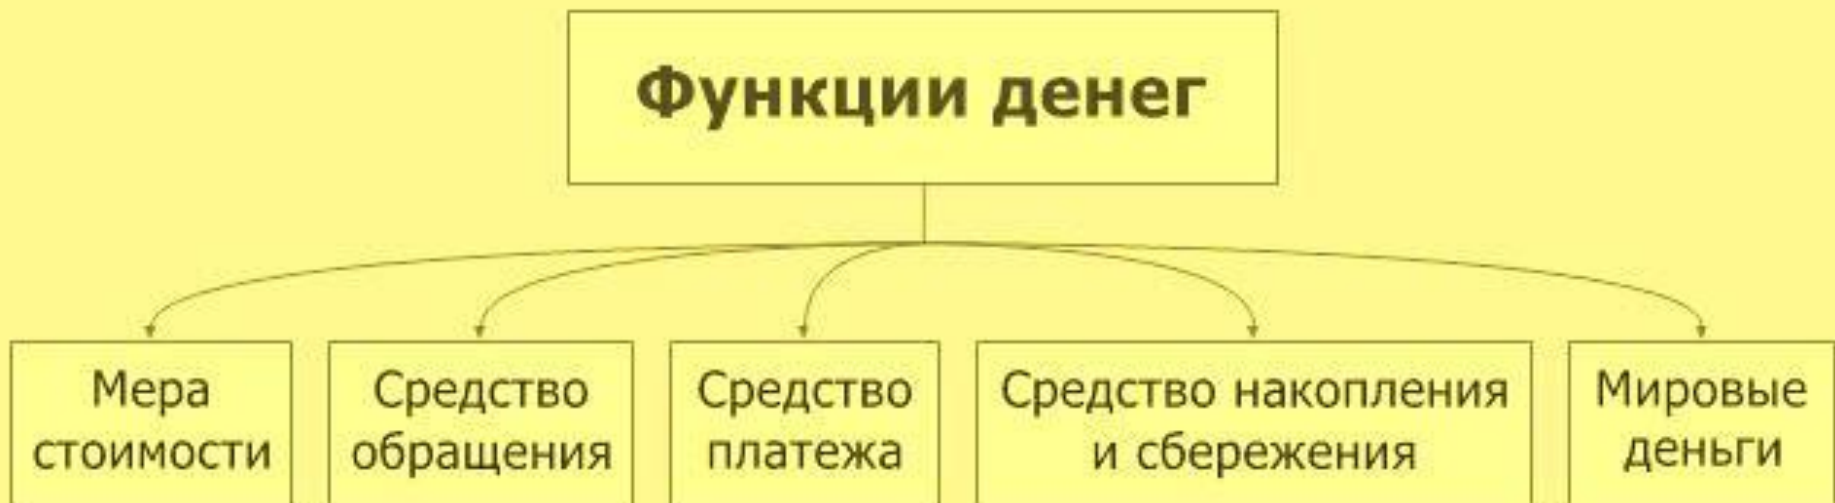 Функции денег
Мера
стоимости
Средство
обращения
Средство
платежа
Средство накопления
и сбережения
Мировые
деньги